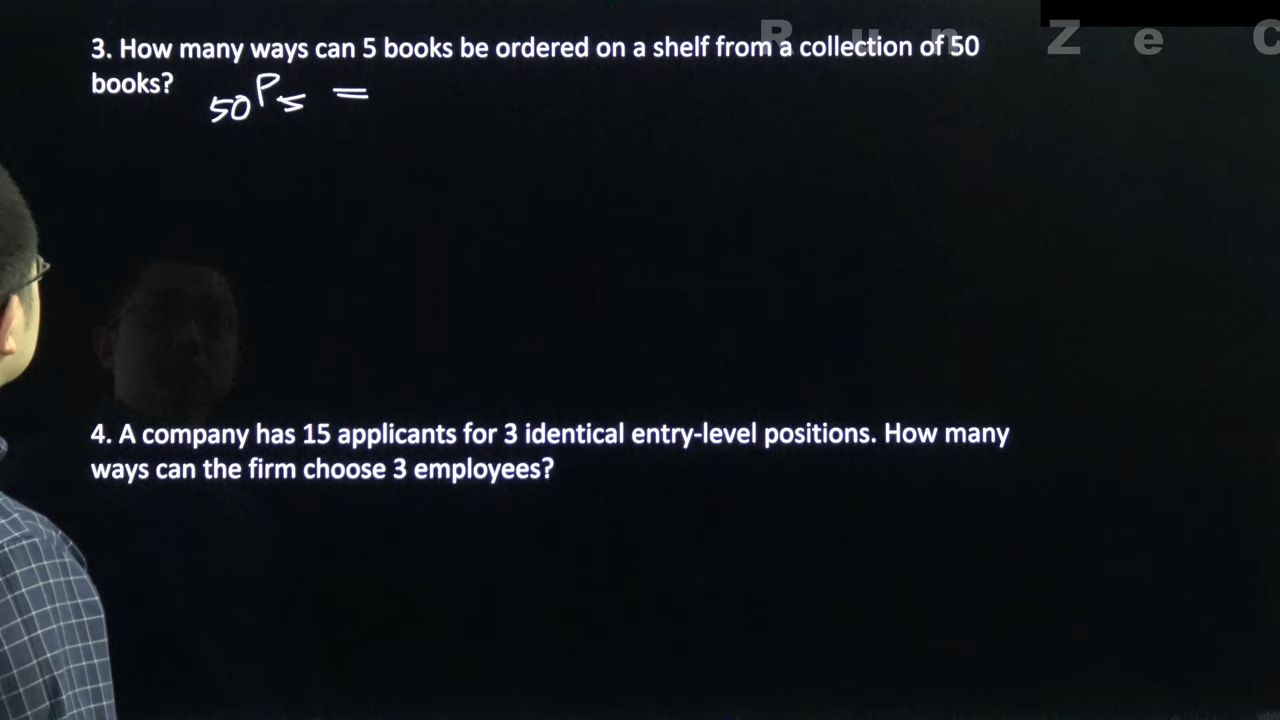 R u n Z e C
3. How many ways can 5 books be ordered on a shelf from a collection of 50
books? 50P5 =
4. A company has 15 applicants for 3 identical entry-level positions. How many
ways can the firm choose 3 employees?